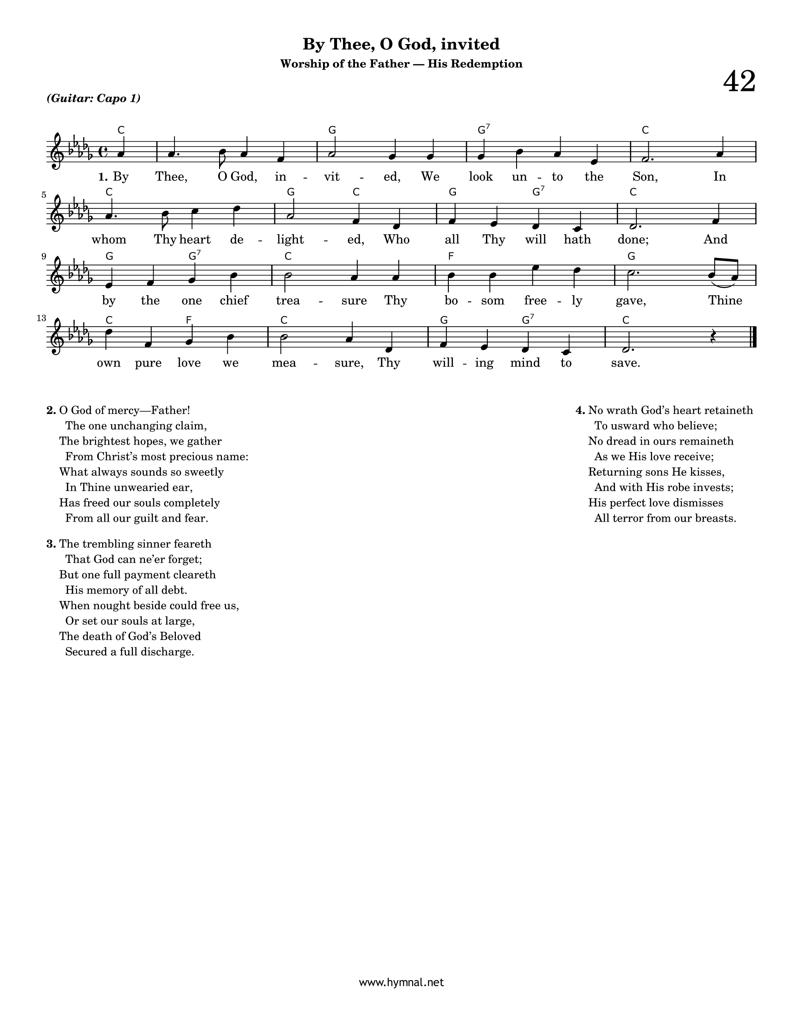 By Thee, O God, invited
Worship of the Father — His Redemption
42
(Guitar: Capo 1)
C G G7 C
1. By Thee, O God, in - vit - ed, We look un - to the Son, In
5
C G C G G7 C
whom Thy heart de - light - ed, Who all Thy will hath done; And
9
G G7 C F G
by the one chief trea - sure Thy bo - som free - ly gave, Thine
13
C F C G G7 C
own pure love we mea - sure, Thy will - ing mind to save.
2. O God of mercy—Father!
The one unchanging claim,
The brightest hopes, we gather
From Christ's most precious name:
What always sounds so sweetly
In Thine unwearied ear,
Has freed our souls completely
From all our guilt and fear.
3. The trembling sinner feareth
That God can ne'er forget;
But one full payment cleareth
His memory of all debt.
When nought beside could free us,
Or set our souls at large,
The death of God's Beloved
Secured a full discharge.
4. No wrath God's heart retaineth
To usward who believe;
No dread in ours remaineth
As we His love receive;
Returning sons He kisses,
And with His robe invests;
His perfect love dismisses
All terror from our breasts.
www.hymnal.net